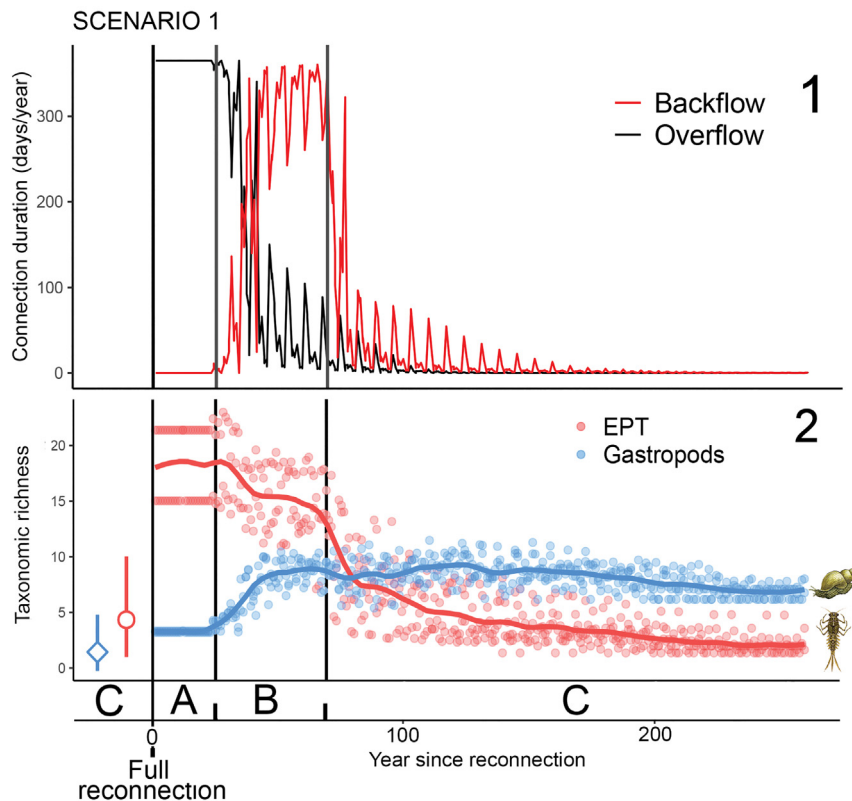 SCENARIO 1
Connection duration (days/year)
300
200
100
0
Backflow
Overflow
1
Taxonomic richness
20
15
10
5
0
EPT
Gastropods
2
C
A
B
C
0
100
200
Year since reconnection
Full
reconnection